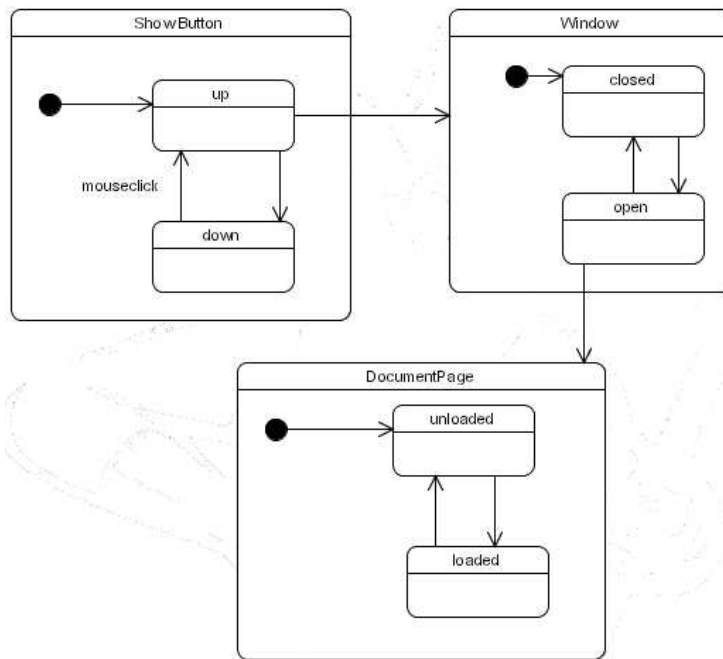 ShowButton
Window
up
closed
mouseclick
open
down
DocumentPage
unloaded
loaded